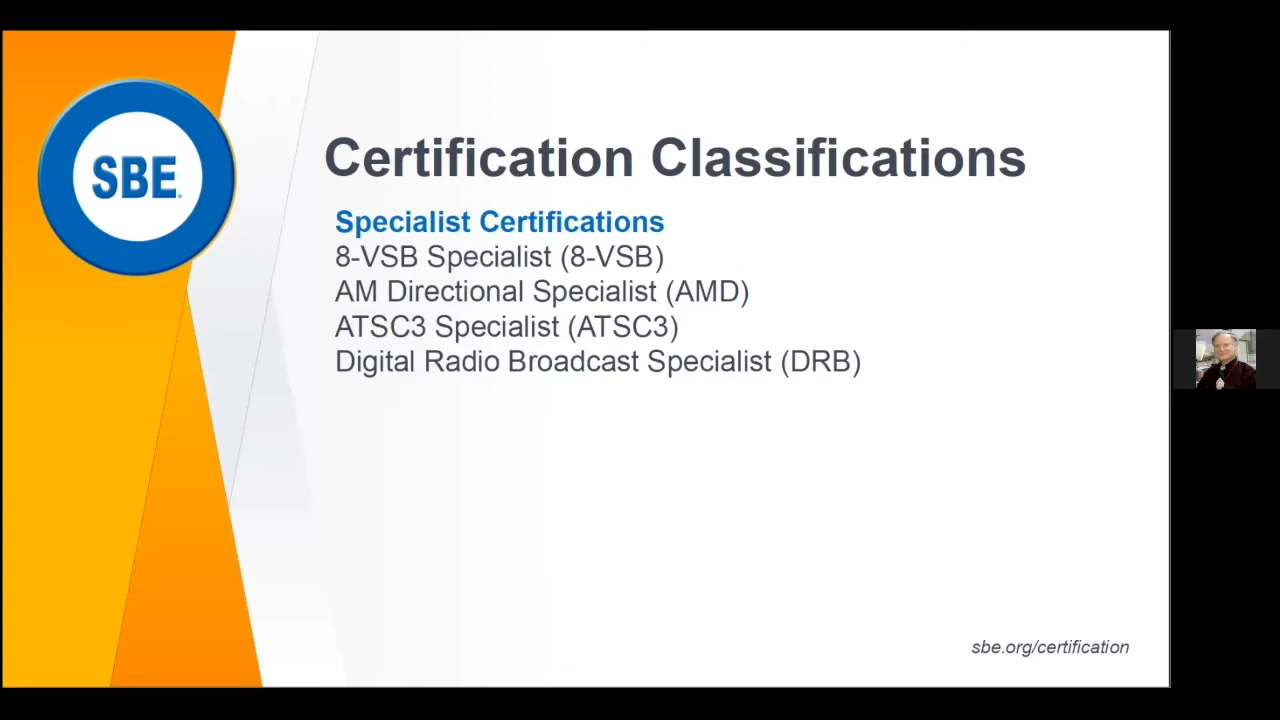 SBE
Certification Classifications
Specialist Certifications
8-VSB Specialist (8-VSB)
AM Directional Specialist (AMD)
ATSC3 Specialist (ATSC3)
Digital Radio Broadcast Specialist (DRB)
sbe.org/certification